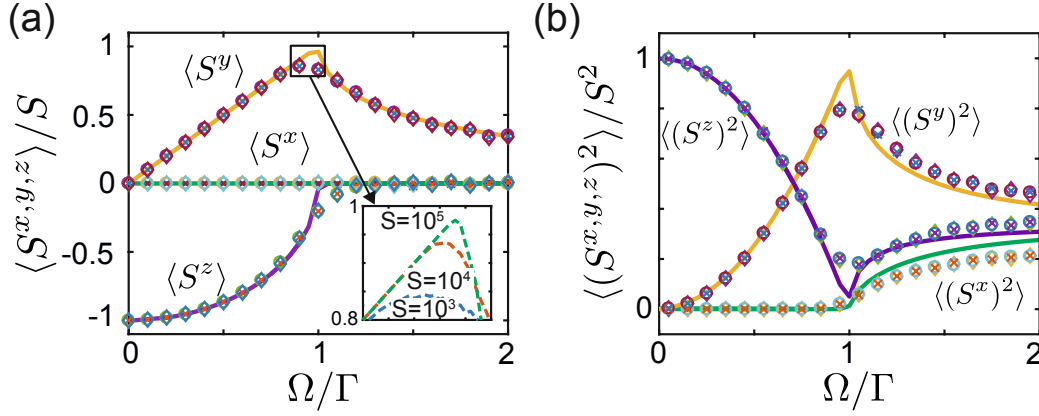 (a)
⟨S^{x,y,z}⟩/S
1
0.5
0
-0.5
-1
⟨S^y⟩
⟨S^x⟩
⟨S^z⟩
1
S=10^5
S=10^4
S=10^3
0.8
0
1
2
Ω/Γ
(b)
⟨(S^{x,y,z})^2⟩/S^2
1
0
⟨(S^z)^2⟩
⟨(S^y)^2⟩
⟨(S^x)^2⟩
0
1
2
Ω/Γ